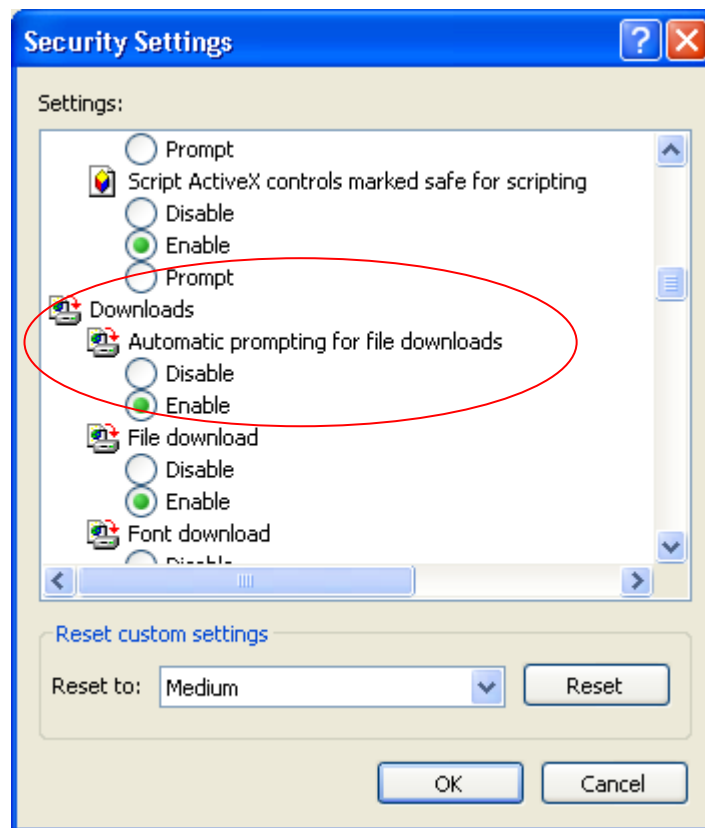 Security Settings
Settings:
Prompt
Script ActiveX controls marked safe for scripting
Disable
Enable
Prompt
Downloads
Automatic prompting for file downloads
Disable
Enable
File download
Disable
Enable
Font download
Disable
Reset custom settings
Reset to: Medium Reset
OK Cancel